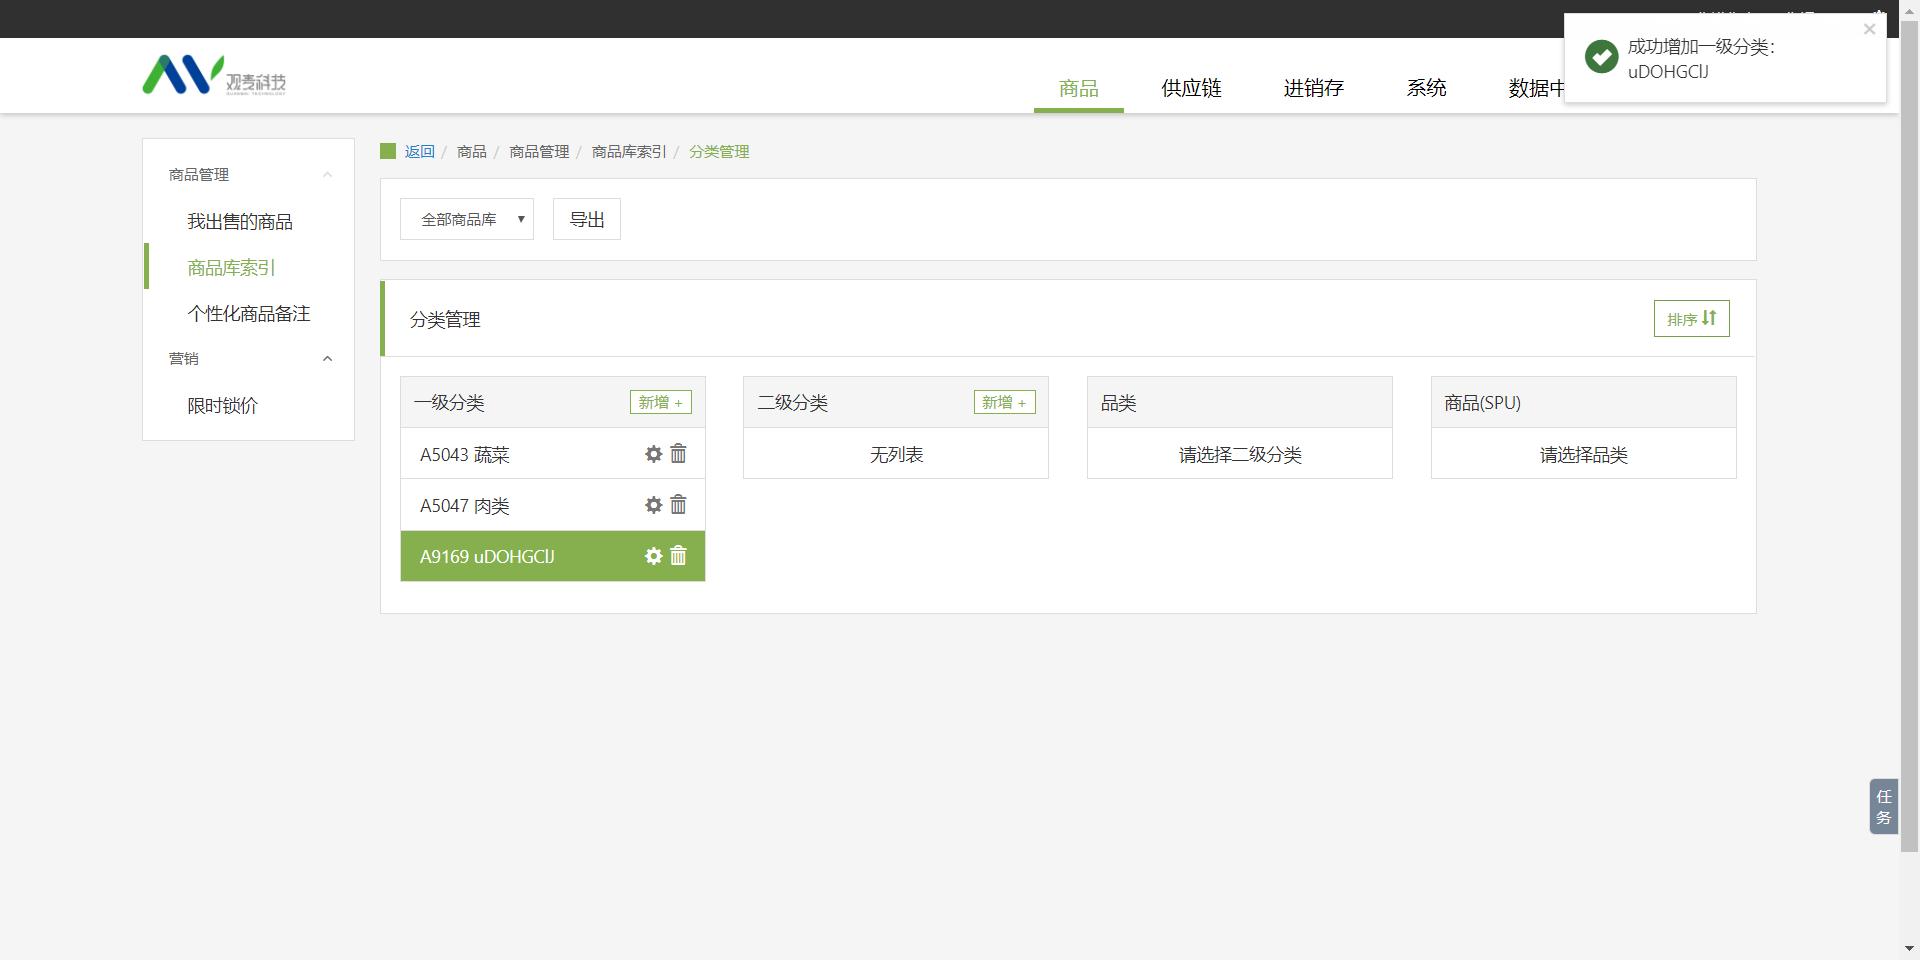 观麦科技
GUANMAI TECHNOLOGY
商品
供应链
进销存
系统
数据中
成功增加一级分类：
uDOHGClJ
商品管理
我出售的商品
商品库索引
个性化商品备注
营销
限时锁价
返回 / 商品 / 商品管理 / 商品库索引 / 分类管理
全部商品库
导出
分类管理
排序
一级分类
新增 +
A5043 蔬菜
A5047 肉类
A9169 uDOHGClJ
二级分类
新增 +
无列表
品类
请选择二级分类
商品(SPU)
请选择品类
任
务